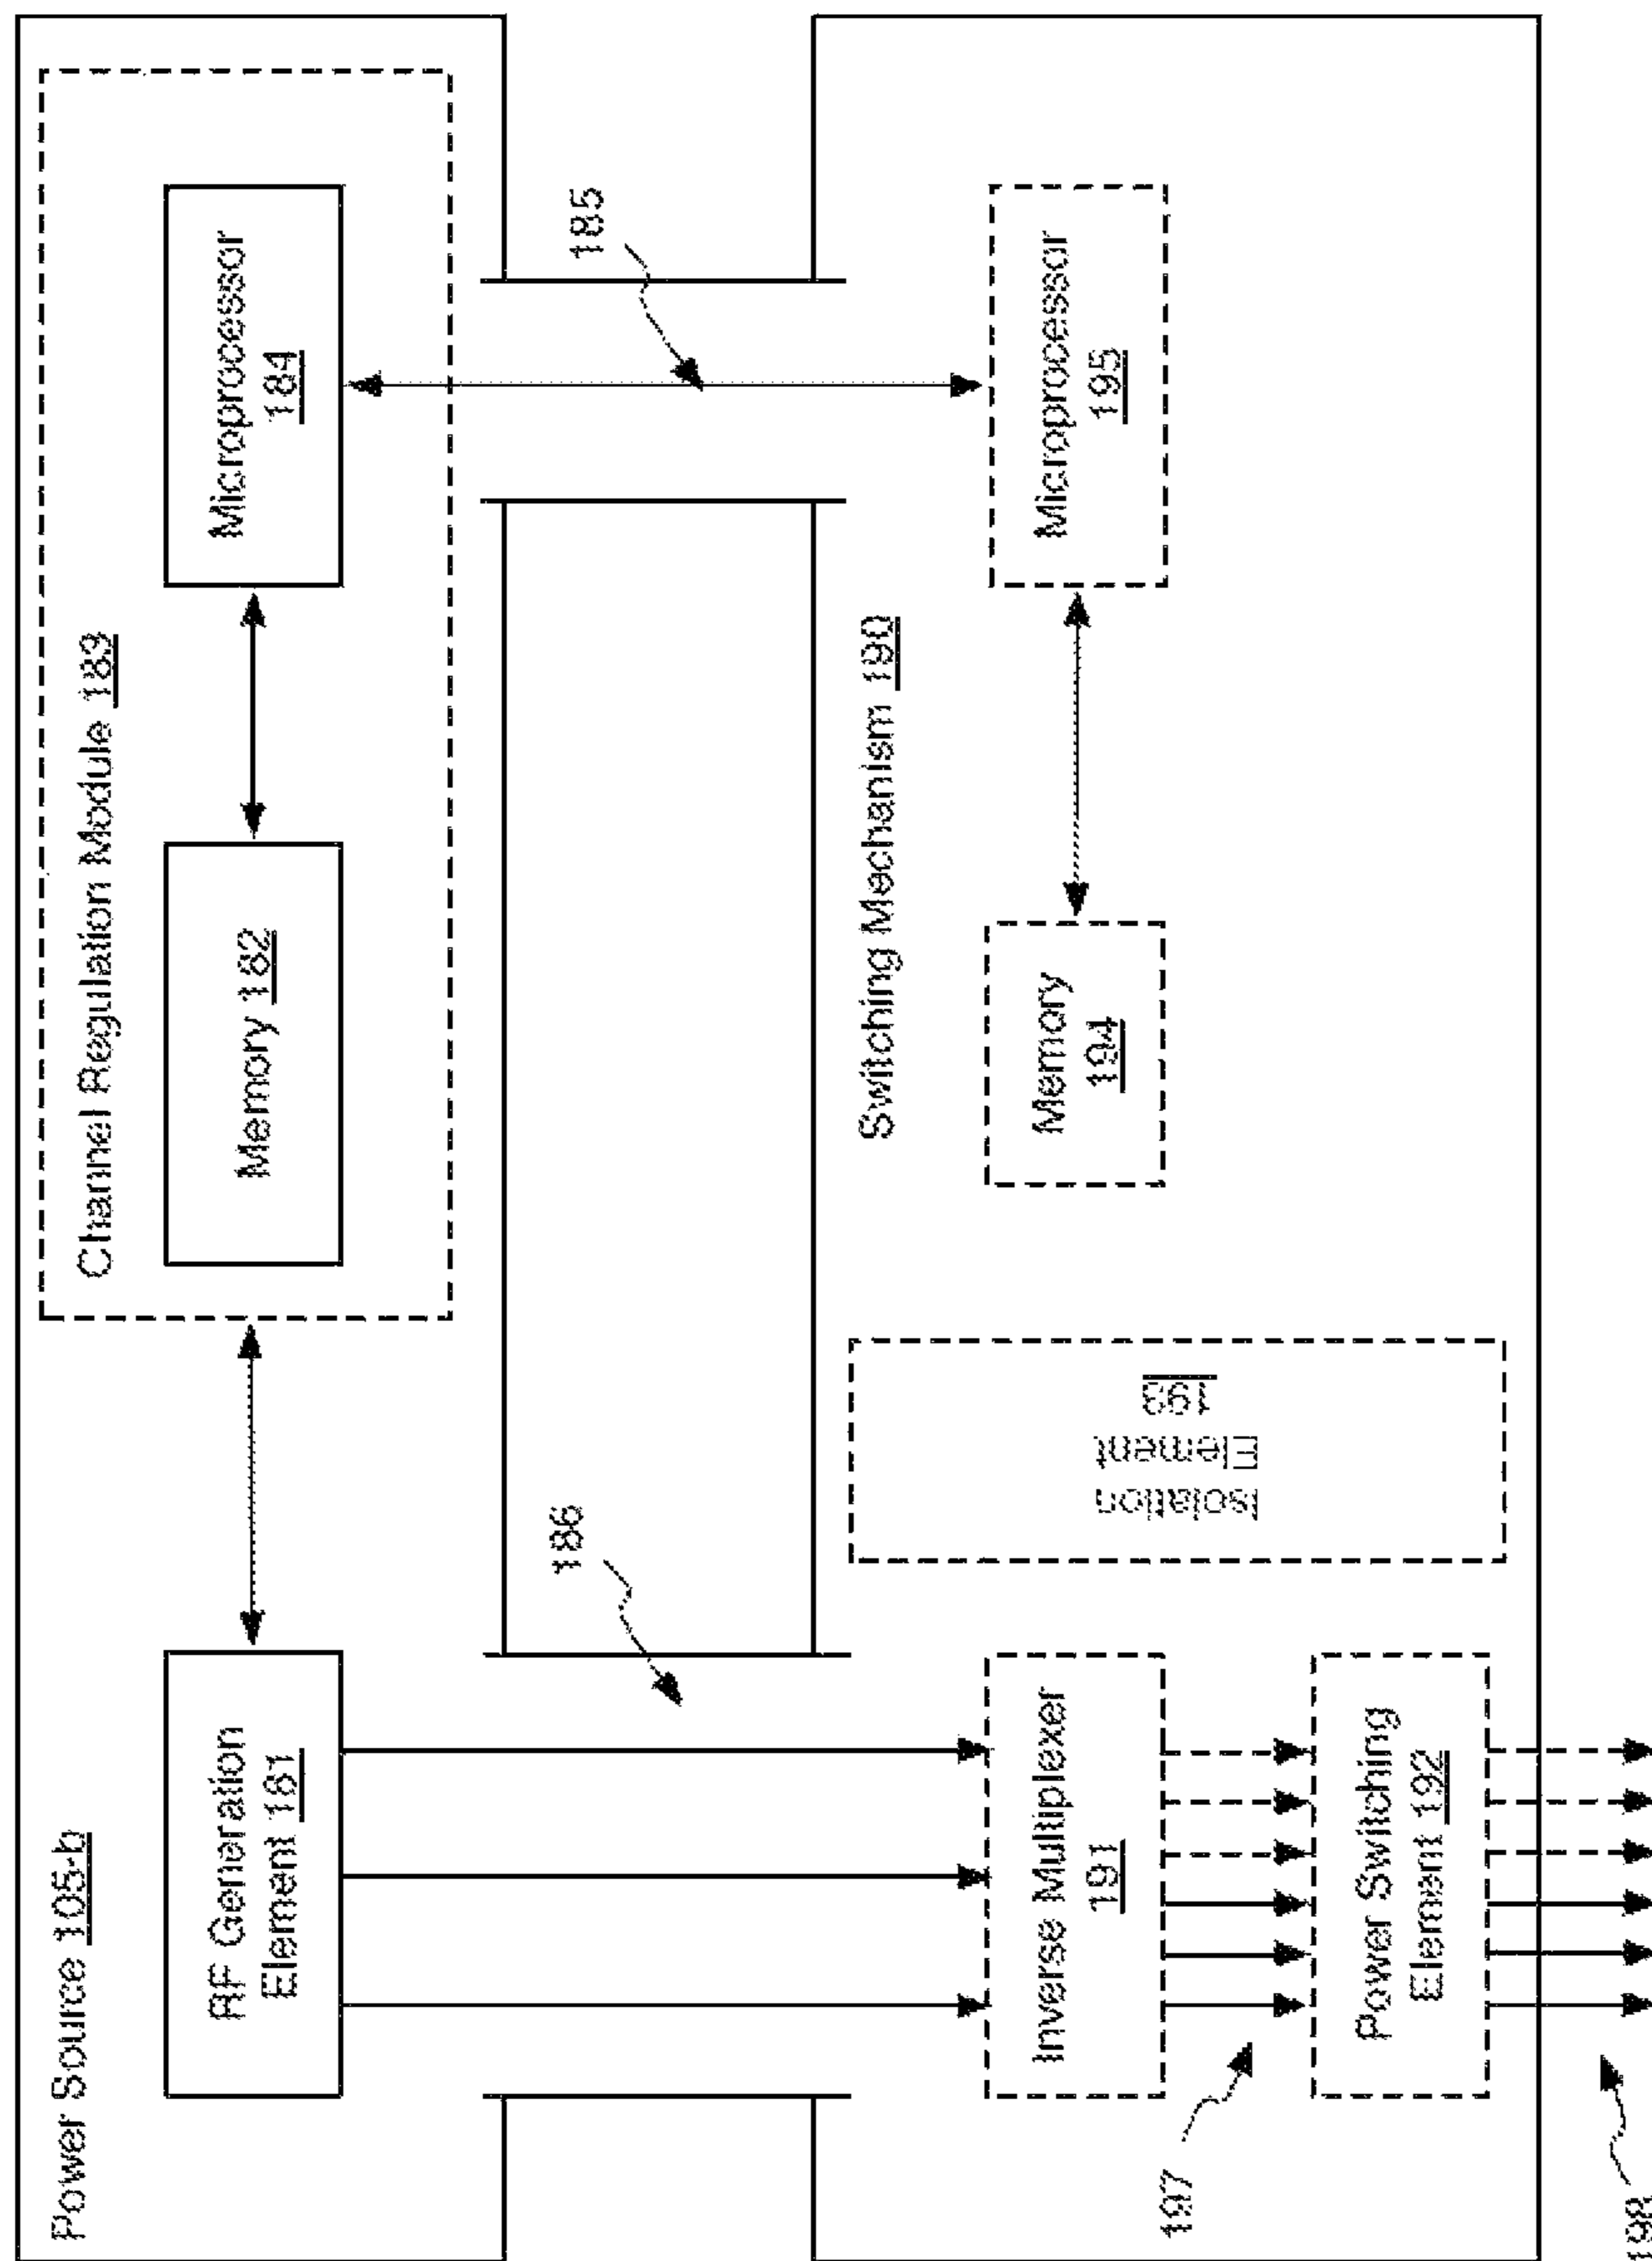 Power Source 105-b
RF Generation
Element 181
Channel Regulation Module 183
Memory 182
Microprocessor
184
186
185
Switching Mechanism 190
Inverse Multiplexer
191
Isolation
Element
193
Memory
194
Microprocessor
195
197
Power Switching
Element 192
198